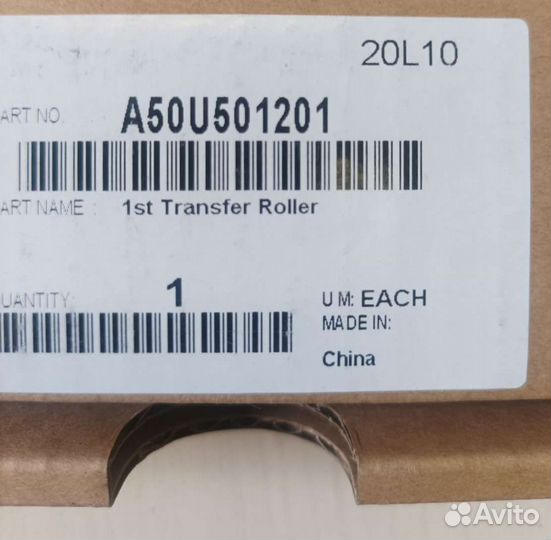 20L10
ART NO. A50U501201
ART NAME : 1st Transfer Roller
UANTITY: 1 U M: EACH
MADE IN:
China
Avito